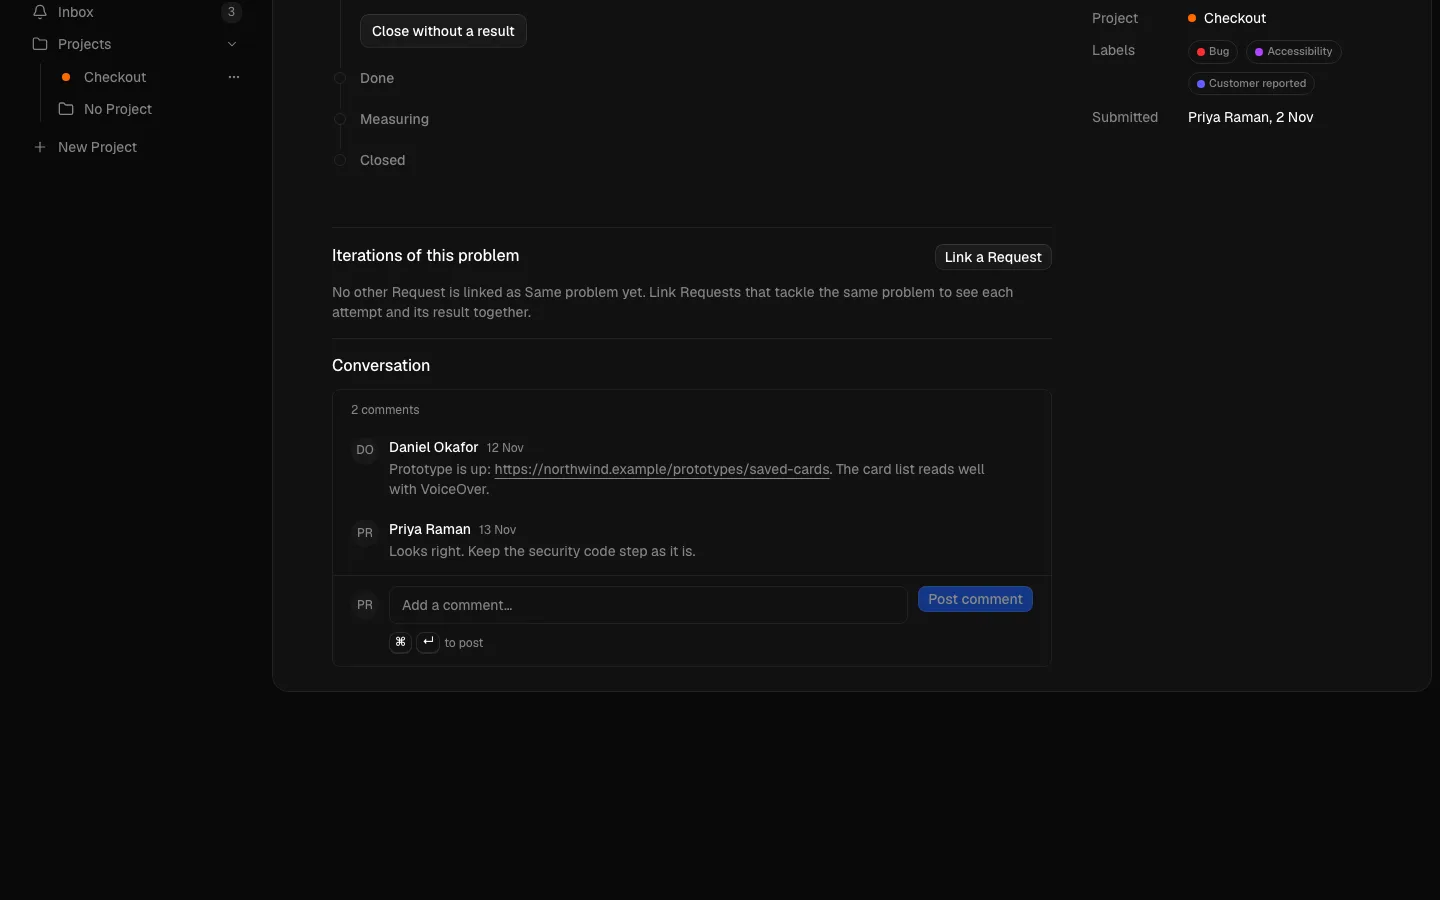 Inbox
3
Projects
Checkout
No Project
New Project
Close without a result
Done
Measuring
Closed
Iterations of this problem
Link a Request
No other Request is linked as Same problem yet. Link Requests that tackle the same problem to see each
attempt and its result together.
Conversation
2 comments
DO
Daniel Okafor 12 Nov
Prototype is up: https://northwind.example/prototypes/saved-cards. The card list reads well
with VoiceOver.
PR
Priya Raman 13 Nov
Looks right. Keep the security code step as it is.
PR
Add a comment...
Post comment
⌘ ↵ to post
Project
Checkout
Labels
Bug
Accessibility
Customer reported
Submitted
Priya Raman, 2 Nov